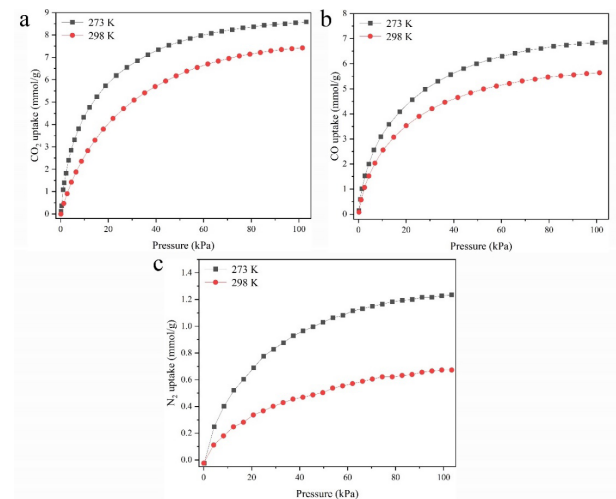 a
273 K
298 K
CO₂ uptake (mmol/g)
9
8
7
6
5
4
3
2
1
0
0 20 40 60 80 100
Pressure (kPa)
b
273 K
298 K
CO uptake (mmol/g)
8
7
6
5
4
3
2
1
0
0 20 40 60 80 100
Pressure (kPa)
c
273 K
298 K
N₂ uptake (mmol/g)
1.4
1.2
1.0
0.8
0.6
0.4
0.2
0.0
0 20 40 60 80 100
Pressure (kPa)